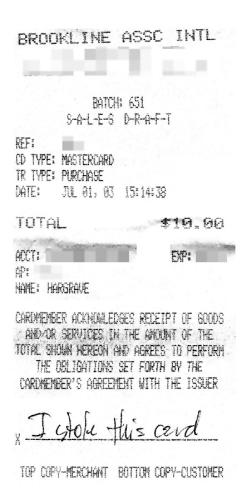 BROOKLINE ASSC INTL
BATCH: 651
S-A-L-E-S D-R-A-F-T
REF:
CD TYPE: MASTERCARD
TR TYPE: PURCHASE
DATE: JUL 01, 03 15:14:38
TOTAL $10.00
ACCT: EXP:
AP:
NAME: HARGRAVE
CARDMEMBER ACKNOWLEDGES RECEIPT OF GOODS
AND/OR SERVICES IN THE AMOUNT OF THE
TOTAL SHOWN HEREON AND AGREES TO PERFORM
THE OBLIGATIONS SET FORTH BY THE
CARDMEMBER'S AGREEMENT WITH THE ISSUER
X I stole this card
TOP COPY-MERCHANT BOTTOM COPY-CUSTOMER